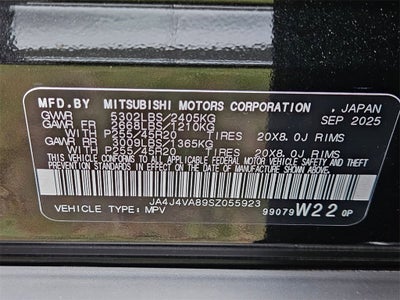 MFD.BY MITSUBISHI MOTORS CORPORATION , JAPAN
GVWR 5302LBS/2405KG SEP 2025
GAWR FR 2668LBS/1210KG
WITH P255/45R20 TIRES 20X8.0J RIMS
GAWR RR 3009LBS/1365KG
WITH P255/45R20 TIRES 20X8.0J RIMS
THIS VEHICLE CONFORMS TO ALL APPLICABLE FEDERAL MOTOR VEHICLE SAFETY, BUMPER, AND THEFT
PREVENTION STANDARDS IN EFFECT ON THE DATE OF MANUFACTURE SHOWN ABOVE.
JA4J4VA89SZ055923
VEHICLE TYPE: MPV 99079 W22 0P